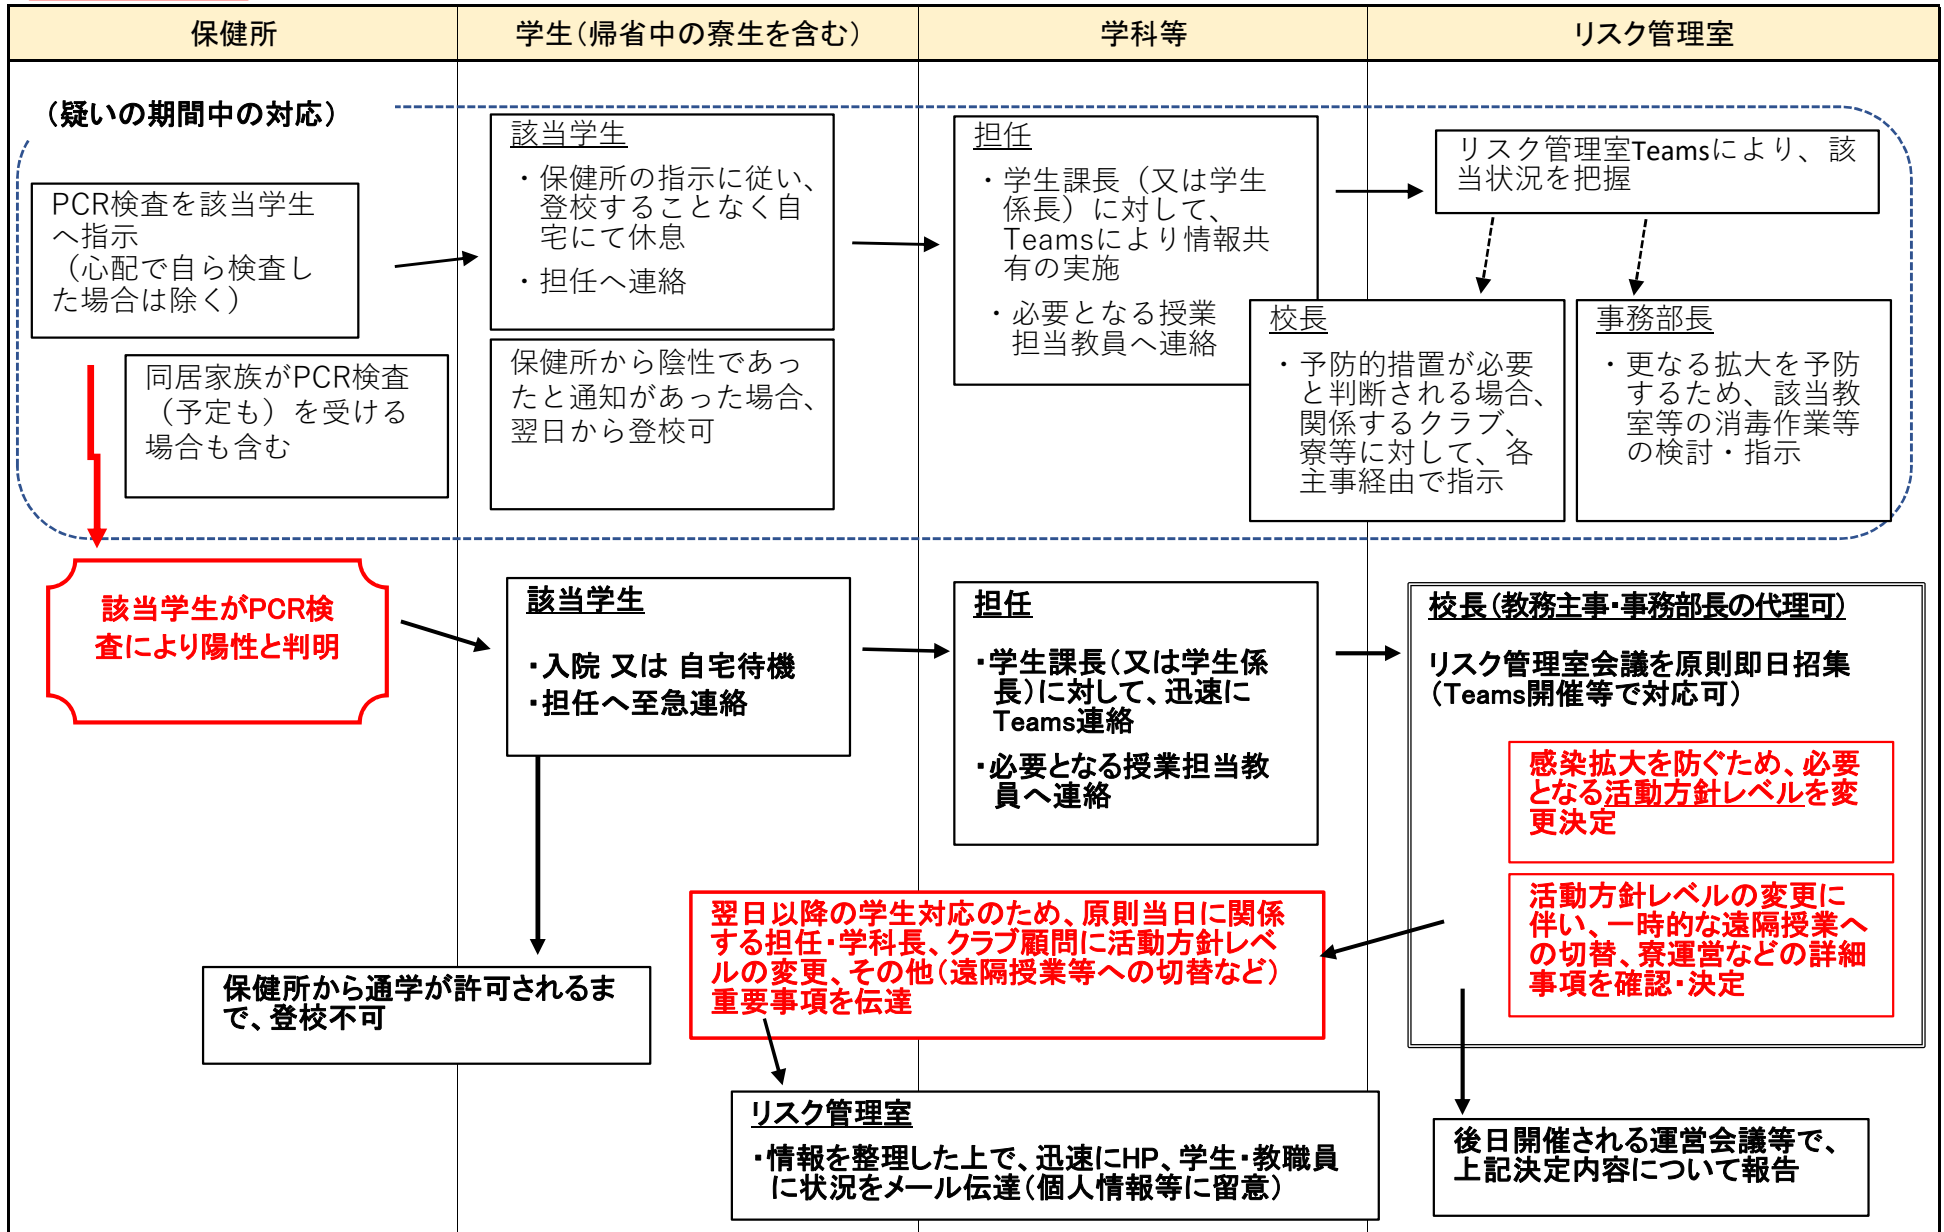 保健所
学生（帰省中の寮生を含む）
学科等
リスク管理室
（疑いの期間中の対応）
PCR検査を該当学生
へ指示
（心配で自ら検査し
た場合は除く）
同居家族がPCR検査
（予定も）を受ける
場合も含む
該当学生
・保健所の指示に従い、
登校することなく自
宅にて休息
・担任へ連絡
保健所から陰性であっ
たと通知があった場合、
翌日から登校可
担任
・学生課長（又は学生
係長）に対して、
Teamsにより情報共
有の実施
・必要となる授業
担当教員へ連絡
リスク管理室Teamsにより、該
当状況を把握
校長
・予防的措置が必要
と判断される場合、
関係するクラブ、
寮等に対して、各
主事経由で指示
事務部長
・更なる拡大を予防
するため、該当教
室等の消毒作業等
の検討・指示
該当学生がPCR検
査により陽性と判明
該当学生
・入院 又は 自宅待機
・担任へ至急連絡
担任
・学生課長（又は学生係
長）に対して、迅速に
Teams連絡
・必要となる授業担当教
員へ連絡
校長（教務主事・事務部長の代理可）
リスク管理室会議を原則即日招集
（Teams開催等で対応可）
感染拡大を防ぐため、必要
となる活動方針レベルを変
更決定
活動方針レベルの変更に
伴い、一時的な遠隔授業へ
の切替、寮運営などの詳細
事項を確認・決定
翌日以降の学生対応のため、原則当日に関係
する担任・学科長、クラブ顧問に活動方針レベ
ルの変更、その他（遠隔授業等への切替など）
重要事項を伝達
保健所から通学が許可されるま
で、登校不可
リスク管理室
・情報を整理した上で、迅速にHP、学生・教職員
に状況をメール伝達（個人情報等に留意）
後日開催される運営会議等で、
上記決定内容について報告